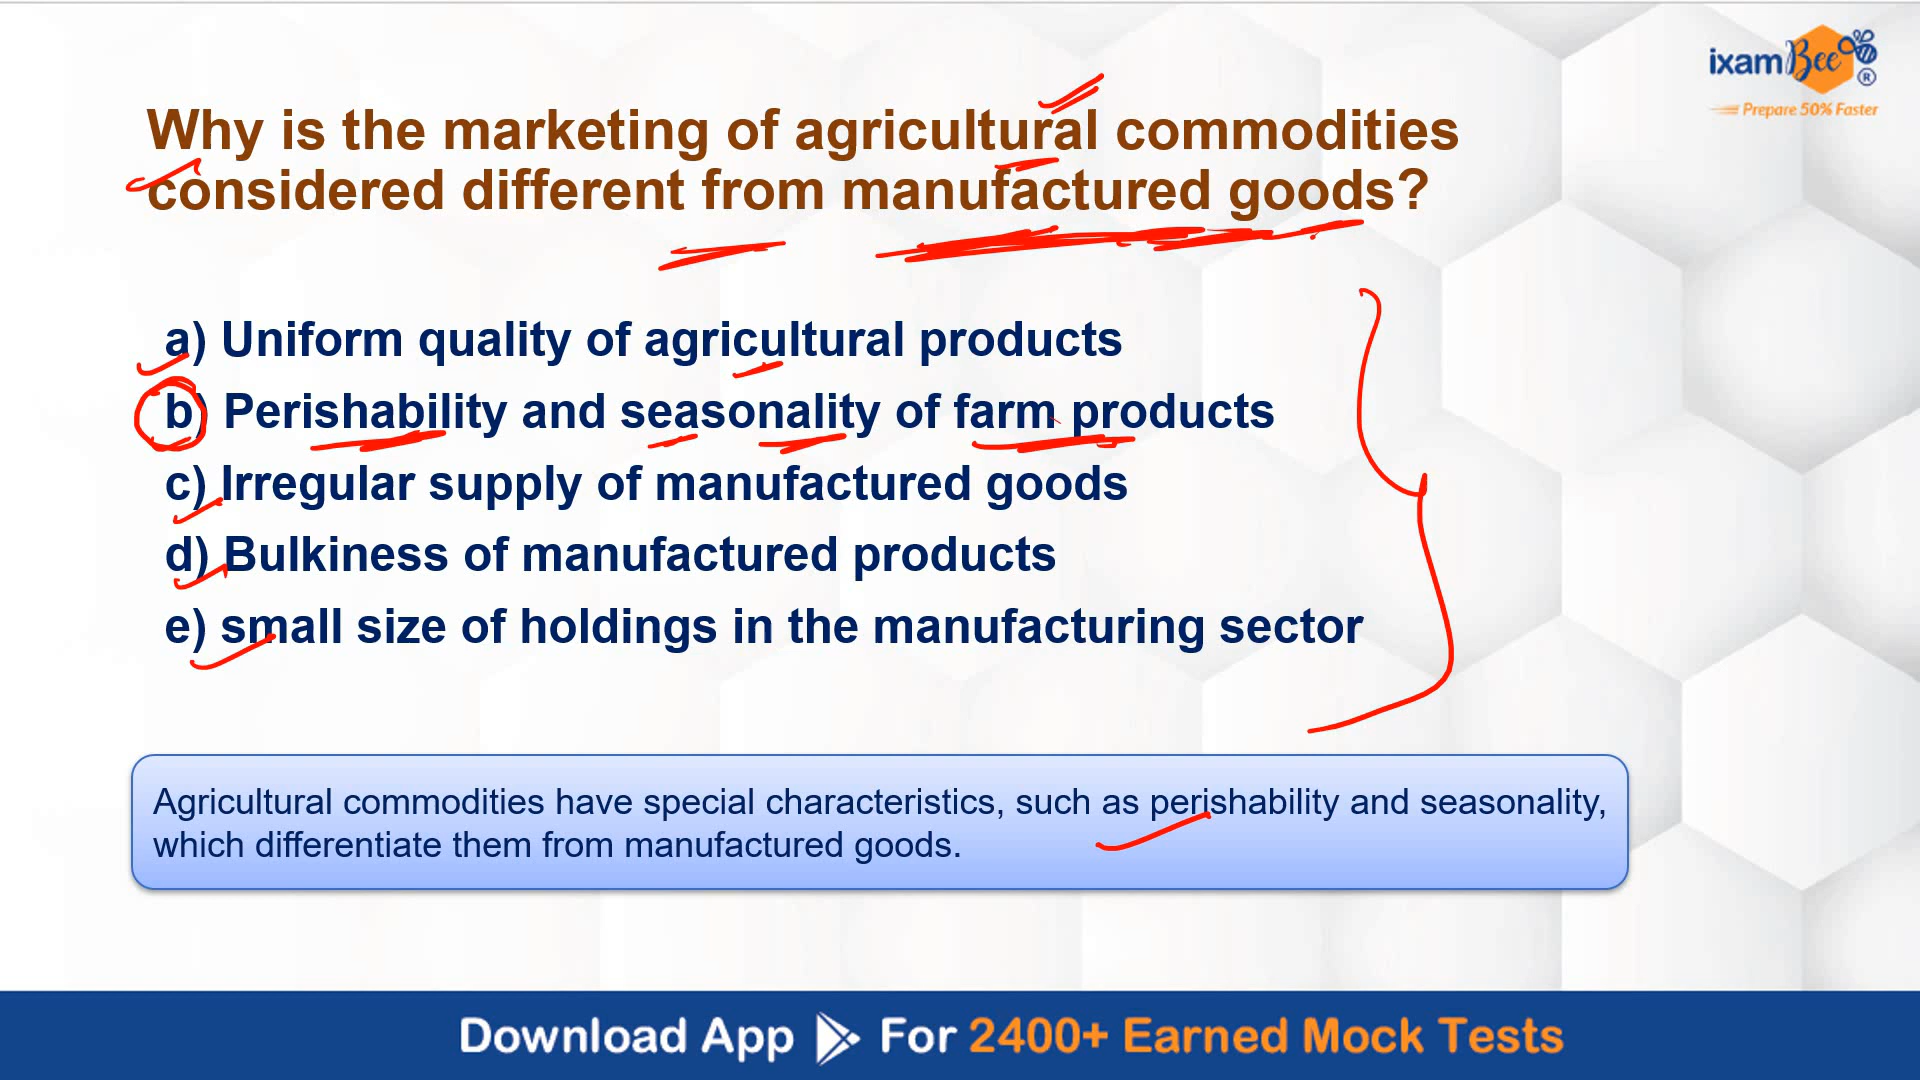 ixamBee
®
Prepare 50% Faster
Why is the marketing of agricultural commodities
considered different from manufactured goods?
a) Uniform quality of agricultural products
b) Perishability and seasonality of farm products
c) Irregular supply of manufactured goods
d) Bulkiness of manufactured products
e) small size of holdings in the manufacturing sector
Agricultural commodities have special characteristics, such as perishability and seasonality,
which differentiate them from manufactured goods.
Download App For 2400+ Earned Mock Tests